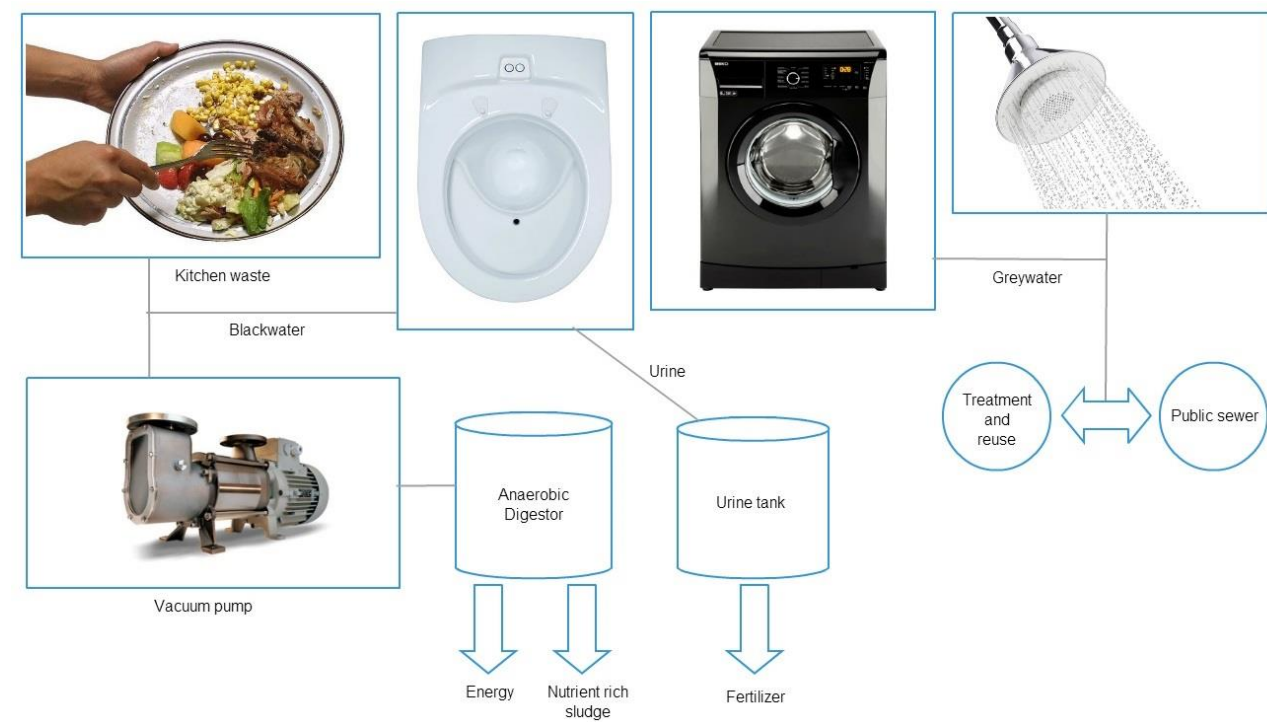 Kitchen waste
Blackwater
Greywater
Urine
Treatment
and
reuse
Public sewer
Anaerobic
Digestor
Urine tank
Vacuum pump
Energy
Nutrient rich
sludge
Fertilizer